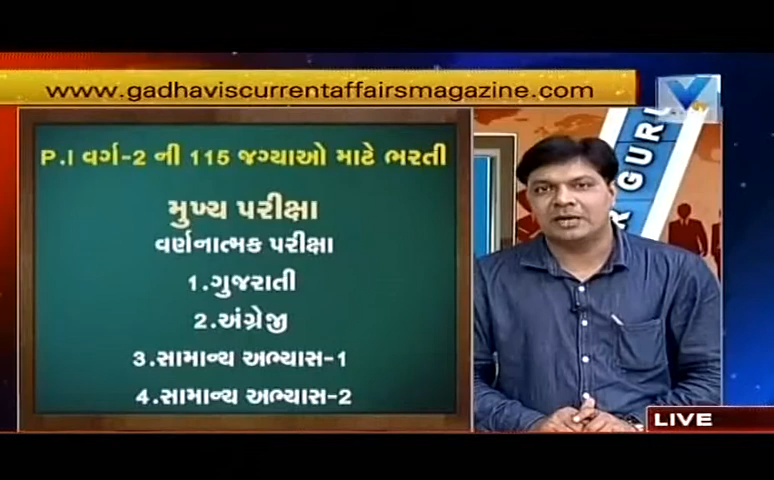 www.gadhaviscurrentaffairsmagazine.com
P.I વર્ગ-2 ની 115 જગ્યાઓ માટે ભરતી
મુખ્ય પરીક્ષા
વર્ણનાત્મક પરીક્ષા
1.ગુજરાતી
2.અંગ્રેજી
3.સામાન્ય અભ્યાસ-1
4.સામાન્ય અભ્યાસ-2
GURU
LIVE